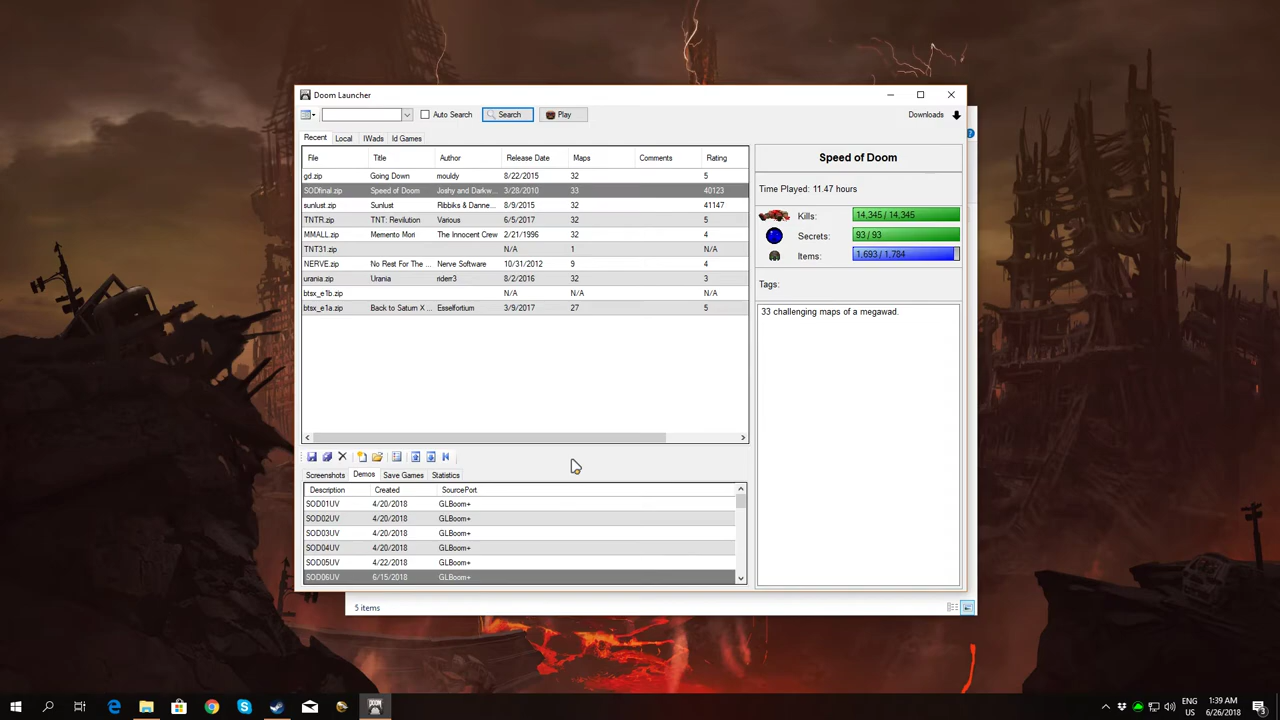 Doom Launcher
Auto Search Search Play Downloads
Recent Local IWads Id Games
File Title Author Release Date Maps Comments Rating
gd.zip Going Down mouldy 8/22/2015 32 5
SODfinal.zip Speed of Doom Joshy and Darkw... 3/28/2010 33 40123
sunlust.zip Sunlust Ribbiks & Danne... 8/9/2015 32 41147
TNTR.zip TNT: Revilution Various 6/5/2017 32 5
MMALL.zip Memento Mori The Innocent Crew 2/21/1996 32 4
TNT31.zip N/A 1 N/A
NERVE.zip No Rest For The ... Nerve Software 10/31/2012 9 4
urania.zip Urania riderr3 8/2/2016 32 3
btsx_e1b.zip N/A N/A N/A
btsx_e1a.zip Back to Saturn X ... Esselfortium 3/9/2017 27 5
Screenshots Demos Save Games Statistics
Description Created SourcePort
SOD01UV 4/20/2018 GLBoom+
SOD02UV 4/20/2018 GLBoom+
SOD03UV 4/20/2018 GLBoom+
SOD04UV 4/20/2018 GLBoom+
SOD05UV 4/22/2018 GLBoom+
SOD06UV 6/15/2018 GLBoom+
Speed of Doom
Time Played: 11.47 hours
Kills: 14,345 / 14,345
Secrets: 93 / 93
Items: 1,693 / 1,784
Tags:
33 challenging maps of a megawad.
5 items
ENG 1:39 AM
US 6/26/2018
3